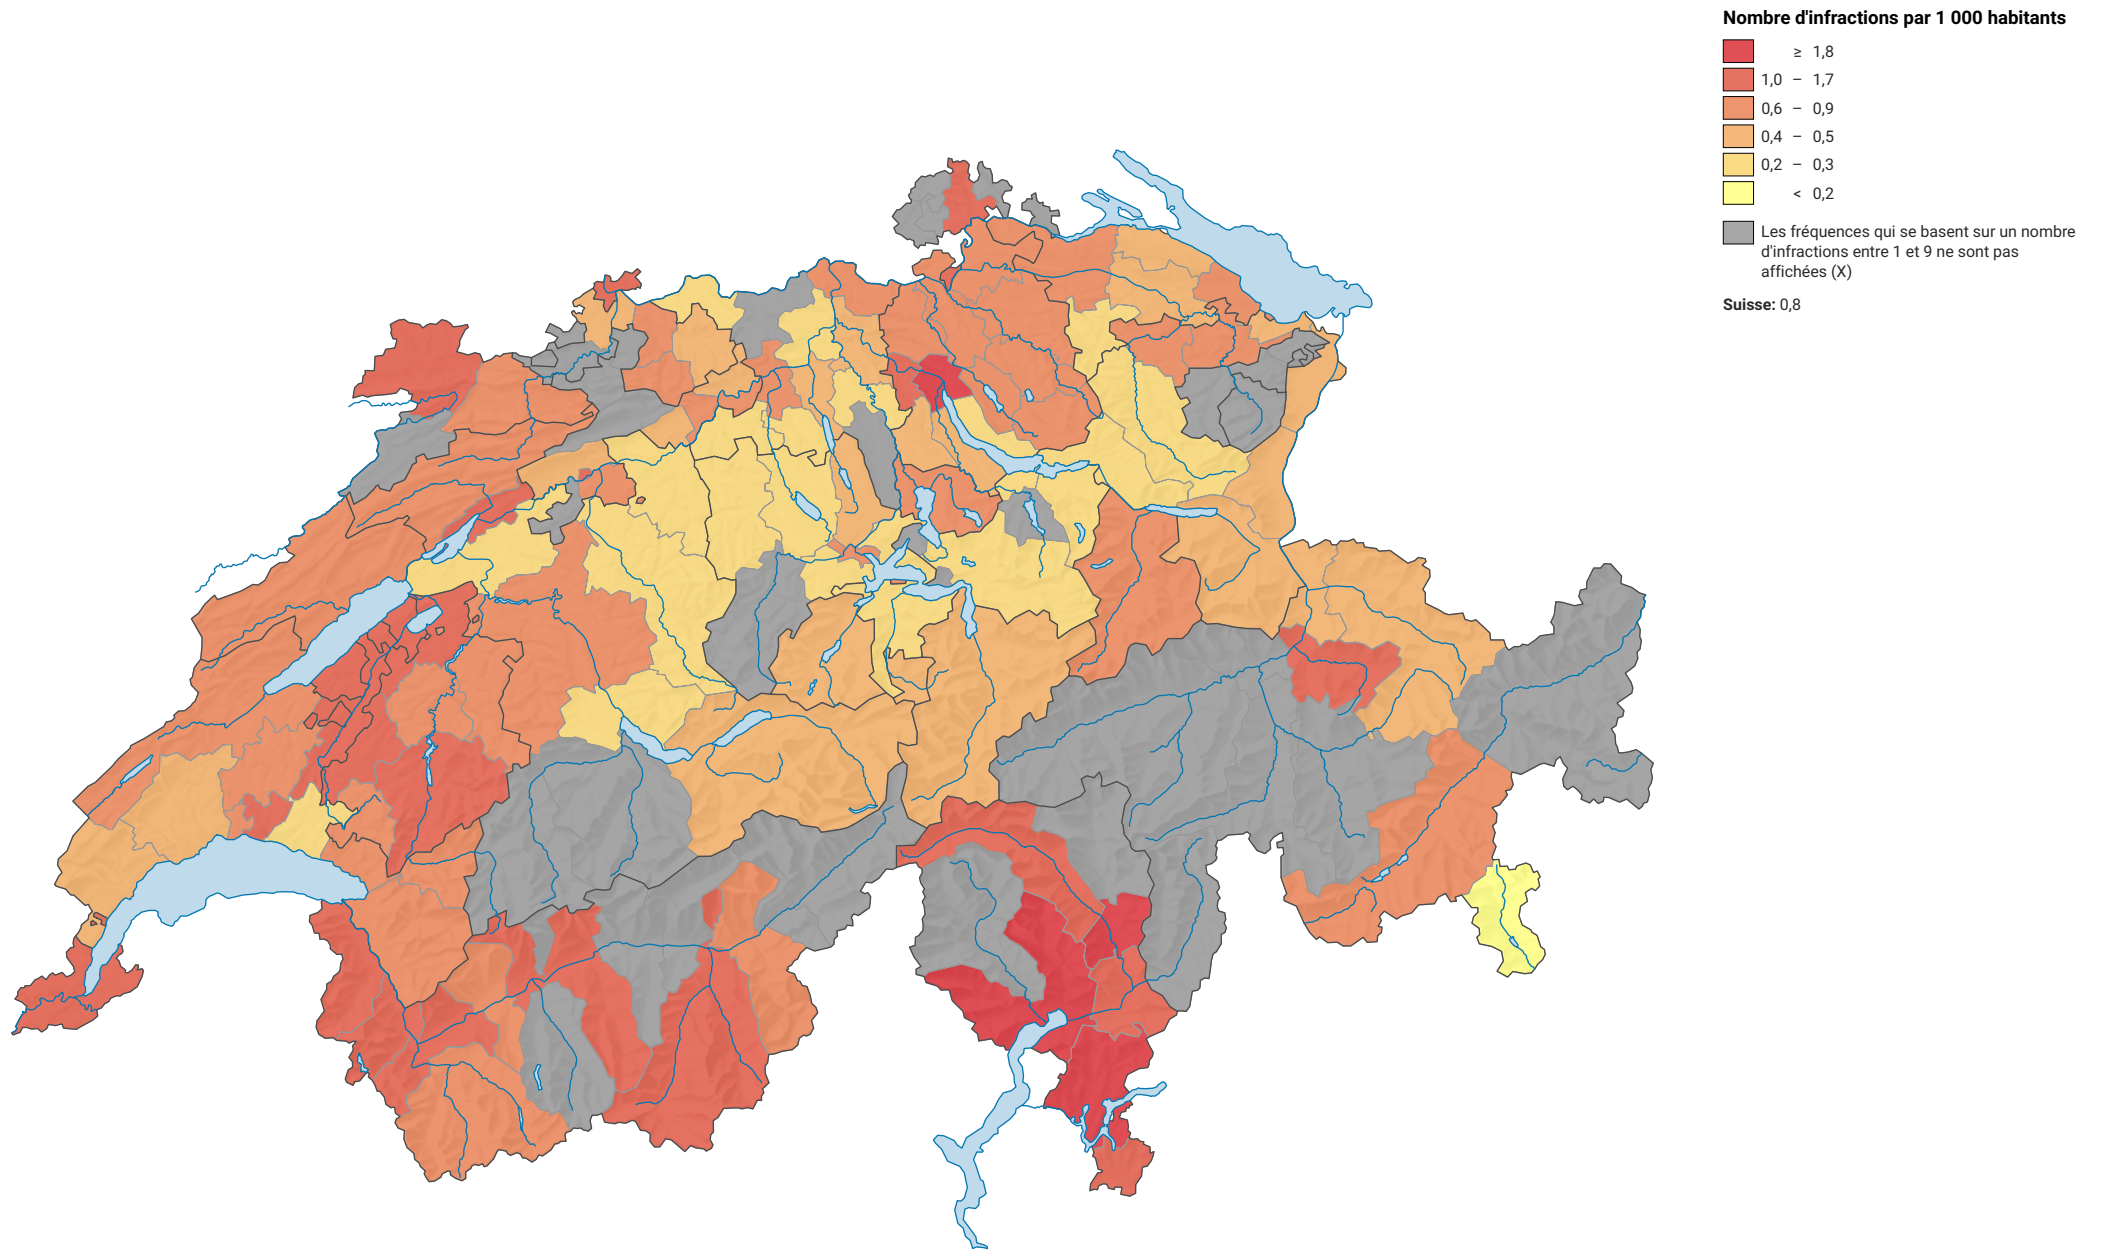 Nombre d'infractions par 1 000 habitants
≥ 1,8
1,0 – 1,7
0,6 – 0,9
0,4 – 0,5
0,2 – 0,3
< 0,2
Les fréquences qui se basent sur un nombre
d'infractions entre 1 et 9 ne sont pas
affichées (X)
Suisse: 0,8